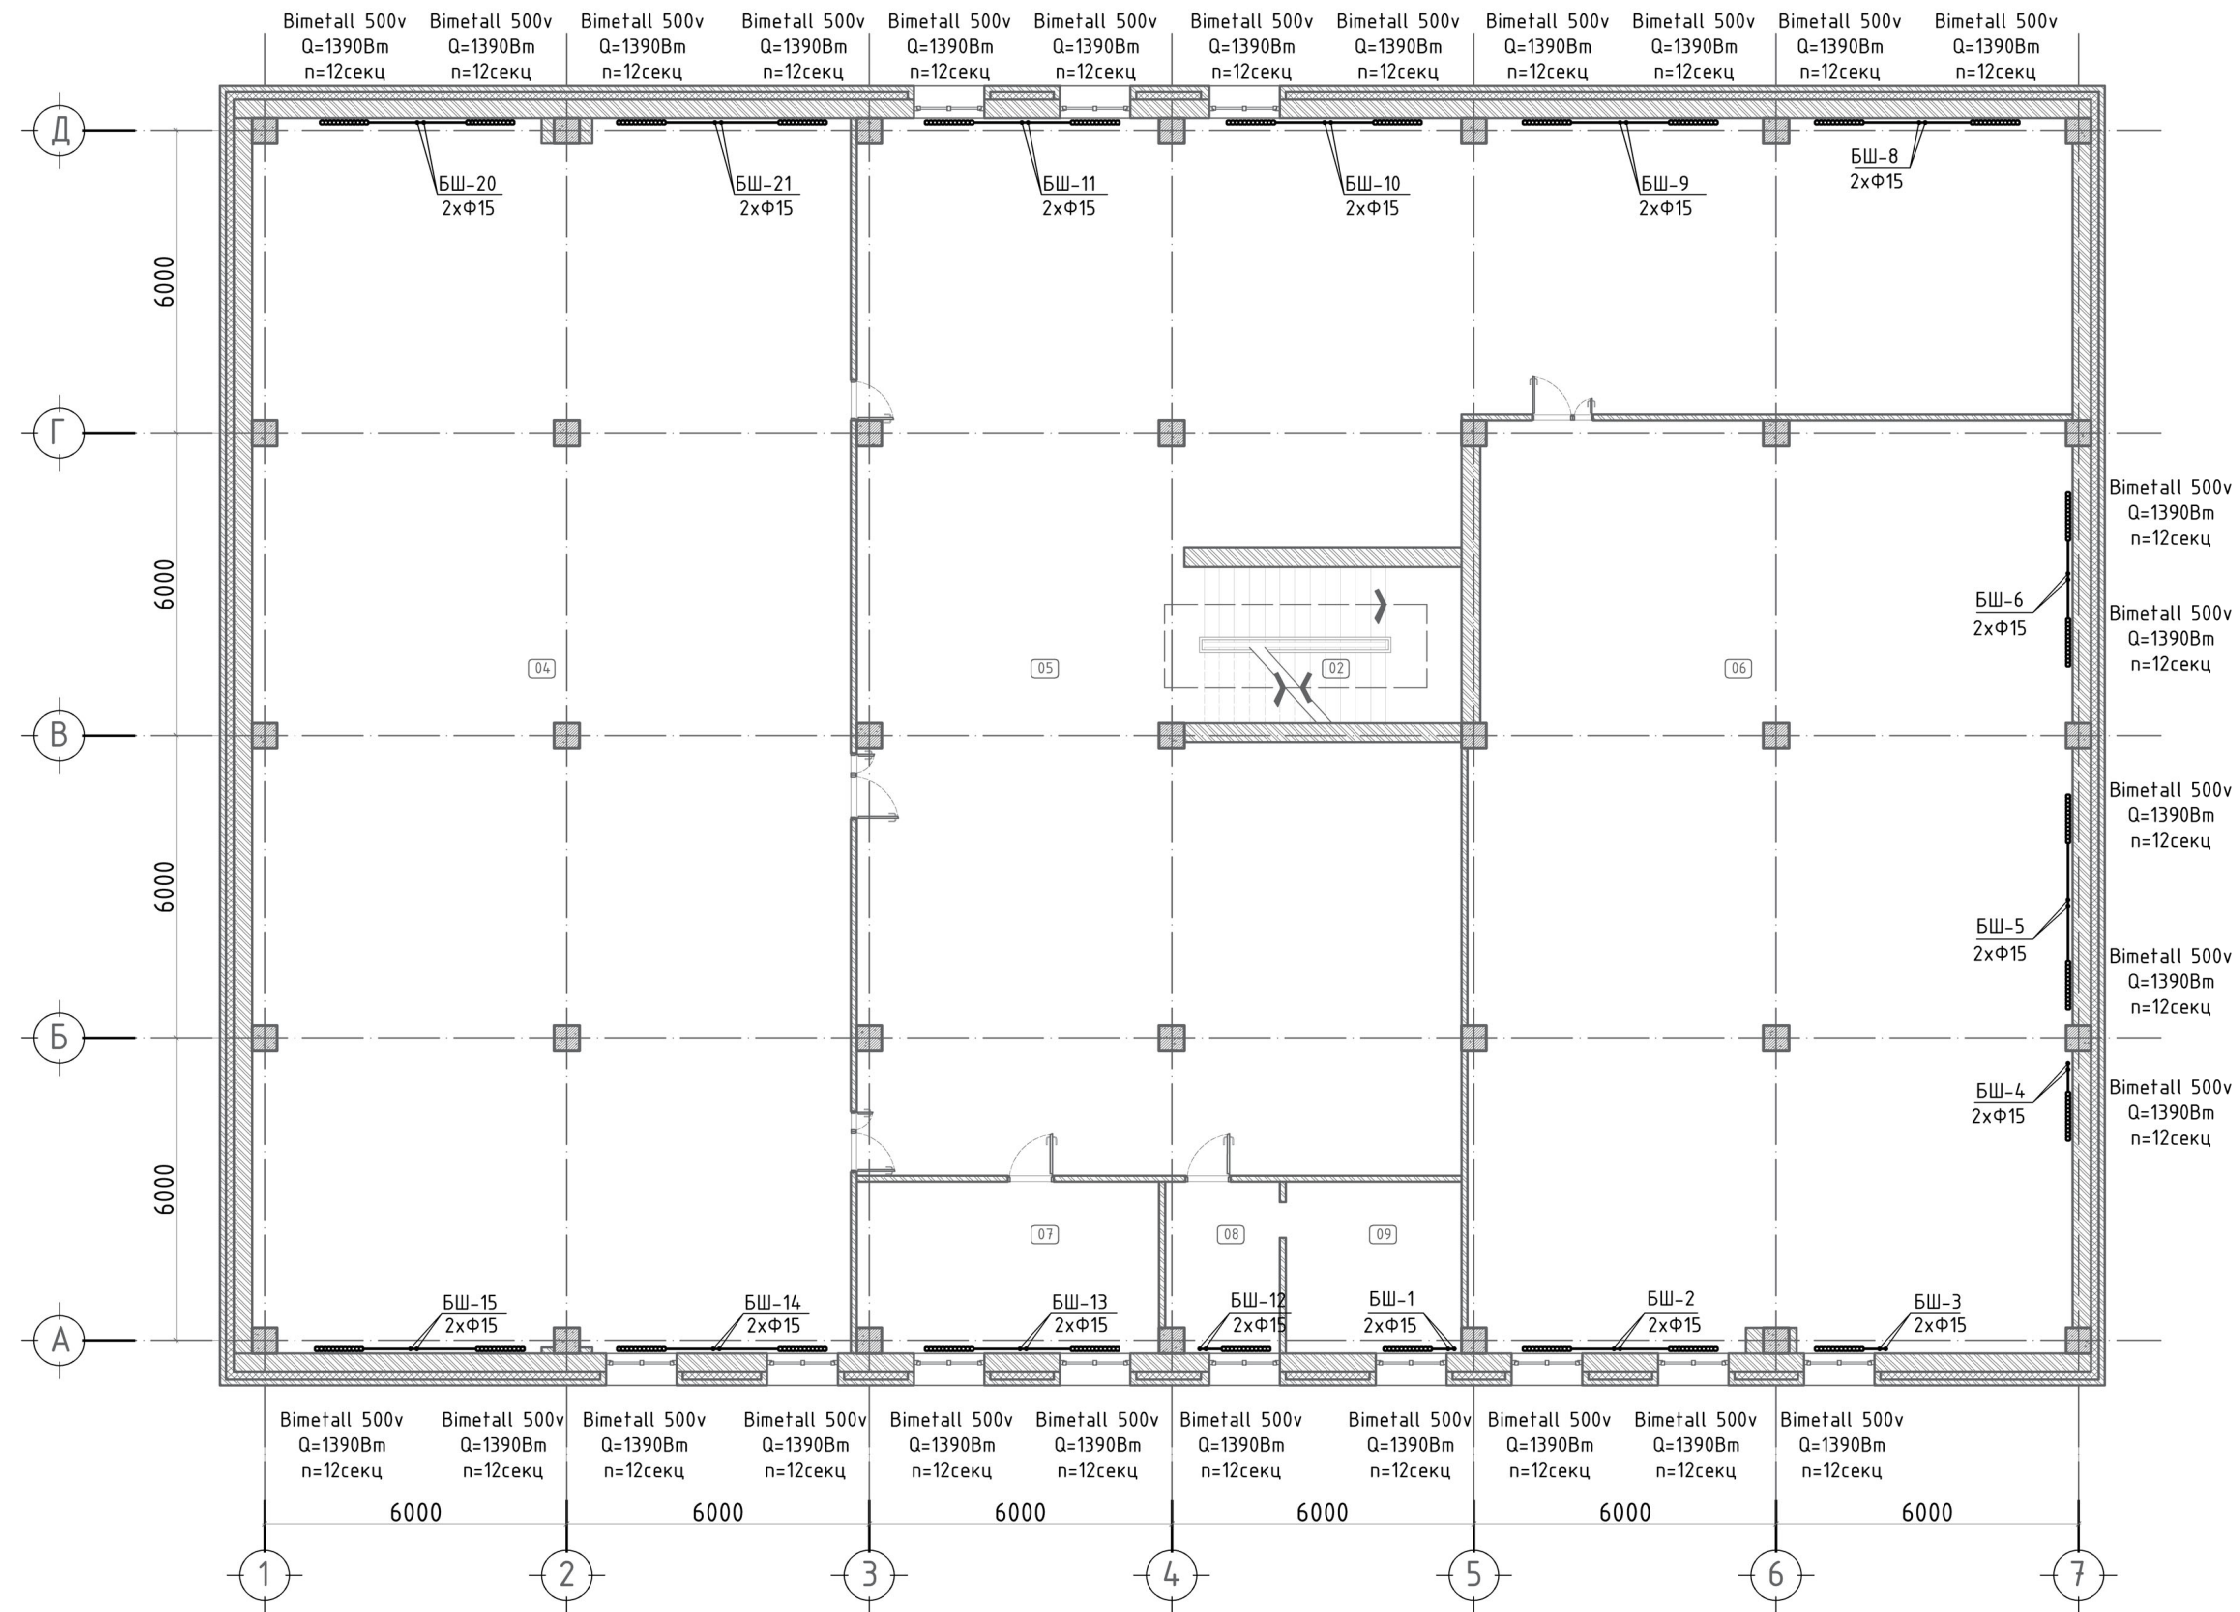 Bimetall 500v Bimetall 500v Bimetall 500v Bimetall 500v Bimetall 500v Bimetall 500v Bimetall 500v Bimetall 500v Bimetall 500v Bimetall 500v Bimetall 500v Bimetall 500v
Q=1390Вт Q=1390Вт Q=1390Вт Q=1390Вт Q=1390Вт Q=1390Вт Q=1390Вт Q=1390Вт Q=1390Вт Q=1390Вт Q=1390Вт Q=1390Вт
n=12секц n=12секц n=12секц n=12секц n=12секц n=12секц n=12секц n=12секц n=12секц n=12секц n=12секц n=12секц
Д
БШ-20
2хФ15
БШ-21
2хФ15
БШ-11
2хФ15
БШ-10
2хФ15
БШ-9
2хФ15
БШ-8
2хФ15
6000
Г
Bimetall 500v
Q=1390Вт
n=12секц
6000
БШ-6
2хФ15
Bimetall 500v
Q=1390Вт
n=12секц
04
05
02
06
В
Bimetall 500v
Q=1390Вт
n=12секц
6000
БШ-5
2хФ15
Bimetall 500v
Q=1390Вт
n=12секц
Б
БШ-4
2хФ15
Bimetall 500v
Q=1390Вт
n=12секц
6000
07
08
09
БШ-15
2хФ15
БШ-14
2хФ15
БШ-13
2хФ15
БШ-12
2хФ15
БШ-1
2хФ15
БШ-2
2хФ15
БШ-3
2хФ15
А
Bimetall 500v Bimetall 500v Bimetall 500v Bimetall 500v Bimetall 500v Bimetall 500v Bimetall 500v Bimetall 500v Bimetall 500v Bimetall 500v Bimetall 500v
Q=1390Вт Q=1390Вт Q=1390Вт Q=1390Вт Q=1390Вт Q=1390Вт Q=1390Вт Q=1390Вт Q=1390Вт Q=1390Вт Q=1390Вт
n=12секц n=12секц n=12секц n=12секц n=12секц n=12секц n=12секц n=12секц n=12секц n=12секц n=12секц
6000 6000 6000 6000 6000 6000
1 2 3 4 5 6 7